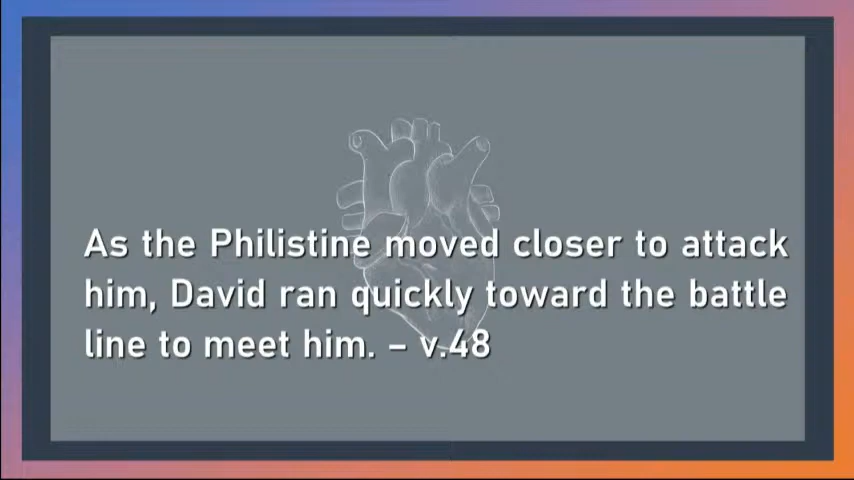 As the Philistine moved closer to attack
him, David ran quickly toward the battle
line to meet him. – v.48